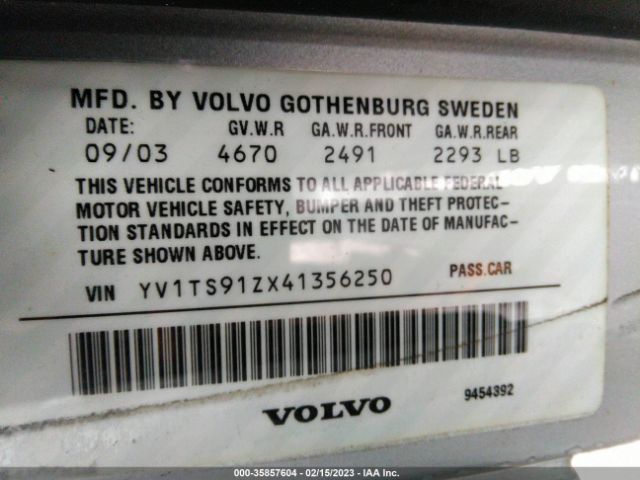 MFD. BY VOLVO GOTHENBURG SWEDEN
DATE: GV.W.R GA.W.R.FRONT GA.W.R.REAR
09/03 4670 2491 2293 LB
THIS VEHICLE CONFORMS TO ALL APPLICABLE FEDERAL
MOTOR VEHICLE SAFETY, BUMPER AND THEFT PROTEC-
TION STANDARDS IN EFFECT ON THE DATE OF MANUFAC-
TURE SHOWN ABOVE.
VIN YV1TS91ZX41356250 PASS.CAR
VOLVO 9454392
000-35857604 - 02/15/2023 - IAA Inc.